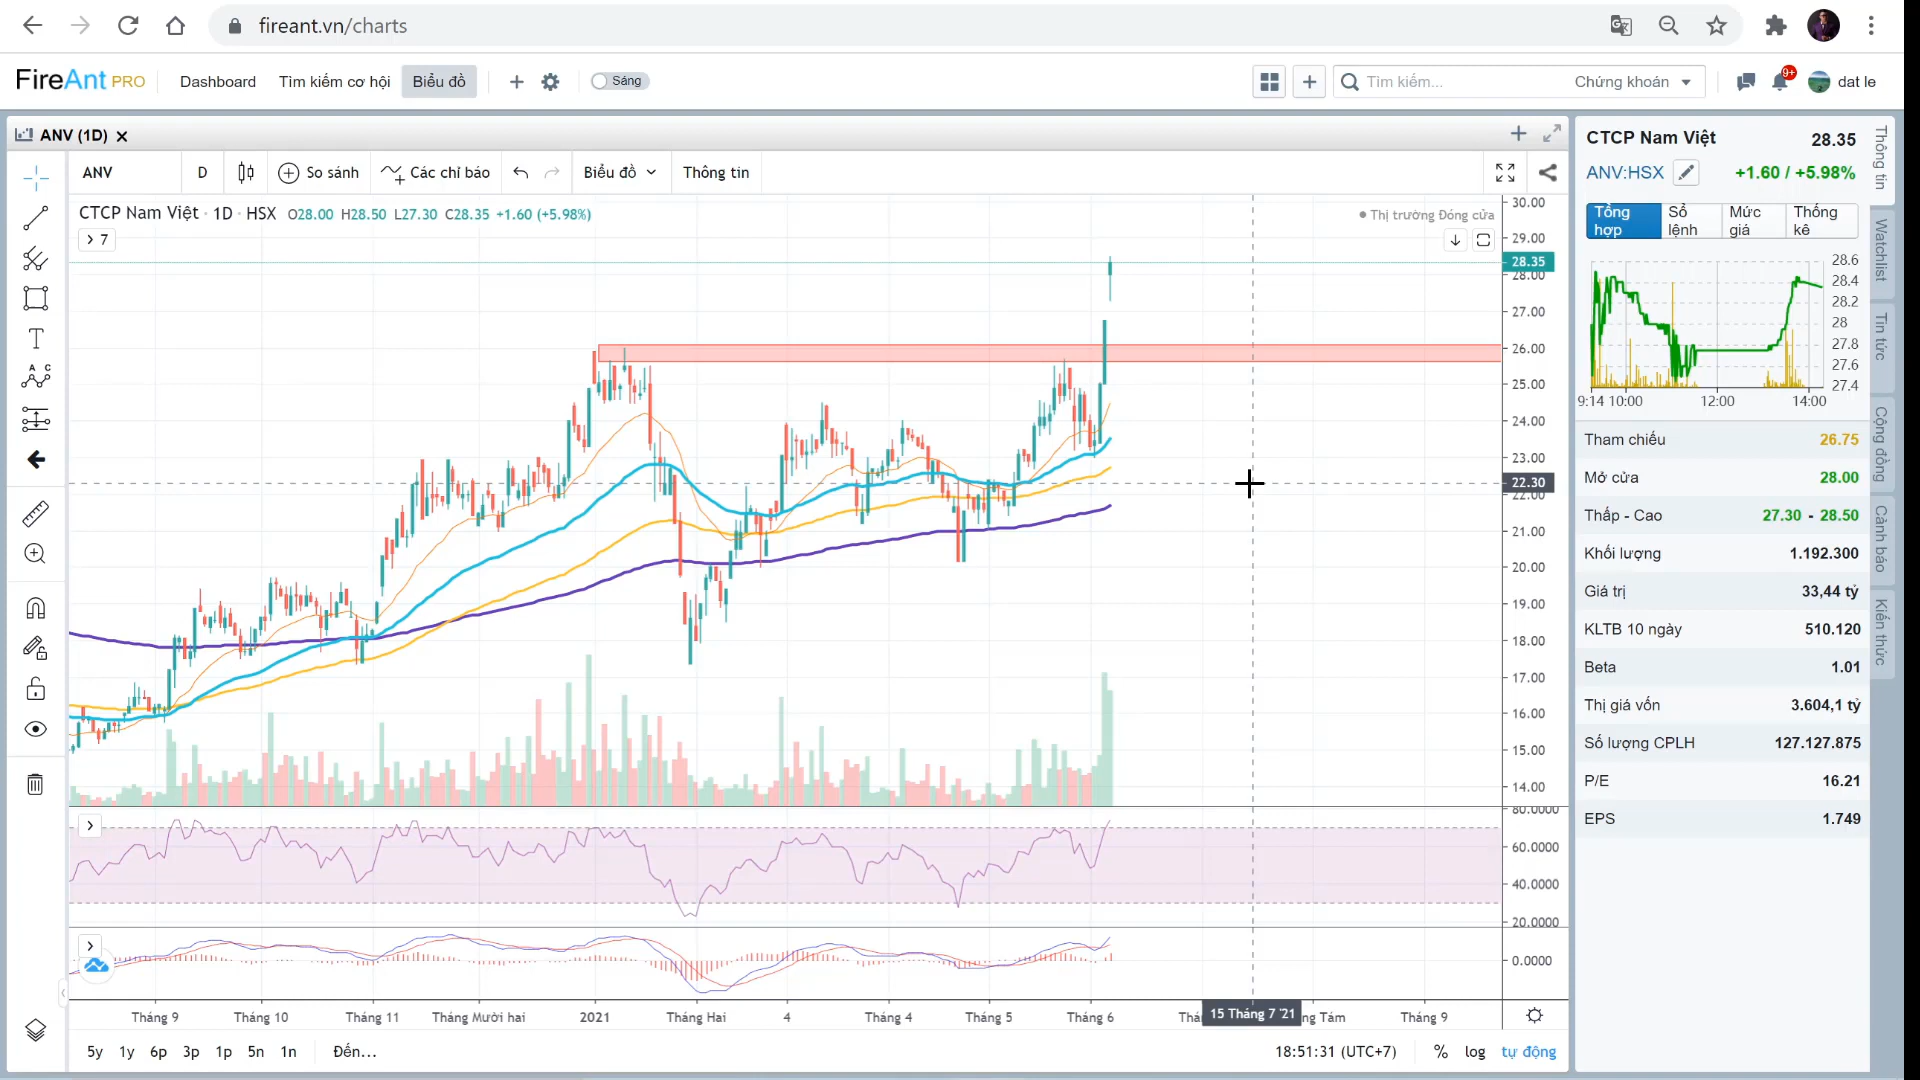 fireant.vn/charts
FireAnt PRO
Dashboard
Tìm kiếm cơ hội
Biểu đồ
Sáng
Tìm kiếm...
Chứng khoán
9+
dat le
ANV (1D)
ANV
D
So sánh
Các chỉ báo
Biểu đồ
Thông tin
CTCP Nam Việt · 1D · HSX O28.00 H28.50 L27.30 C28.35 +1.60 (+5.98%)
Thị trường Đóng cửa
7
30.00
29.00
28.35
28.00
27.00
26.00
25.00
24.00
23.00
22.30
22.00
21.00
20.00
19.00
18.00
17.00
16.00
15.00
14.00
80.0000
60.0000
40.0000
20.0000
0.0000
Tháng 9
Tháng 10
Tháng 11
Tháng Mười hai
2021
Tháng Hai
4
Tháng 4
Tháng 5
Tháng 6
15 Tháng 7 '21
ng Tám
Tháng 9
5y 1y 6p 3p 1p 5n 1n
Đến...
18:51:31 (UTC+7)
% log tự động
CTCP Nam Việt 28.35
ANV:HSX +1.60 / +5.98%
Tổng hợp
Sổ lệnh
Mức giá
Thống kê
28.6
28.4
28.2
28
27.8
27.6
27.4
9:14 10:00 12:00 14:00
Tham chiếu 26.75
Mở cửa 28.00
Thấp - Cao 27.30 - 28.50
Khối lượng 1.192.300
Giá trị 33,44 tỷ
KLTB 10 ngày 510.120
Beta 1.01
Thị giá vốn 3.604,1 tỷ
Số lượng CPLH 127.127.875
P/E 16.21
EPS 1.749
Thông tin
Watchlist
Tin tức
Cộng đồng
Cảnh báo
Kiến thức